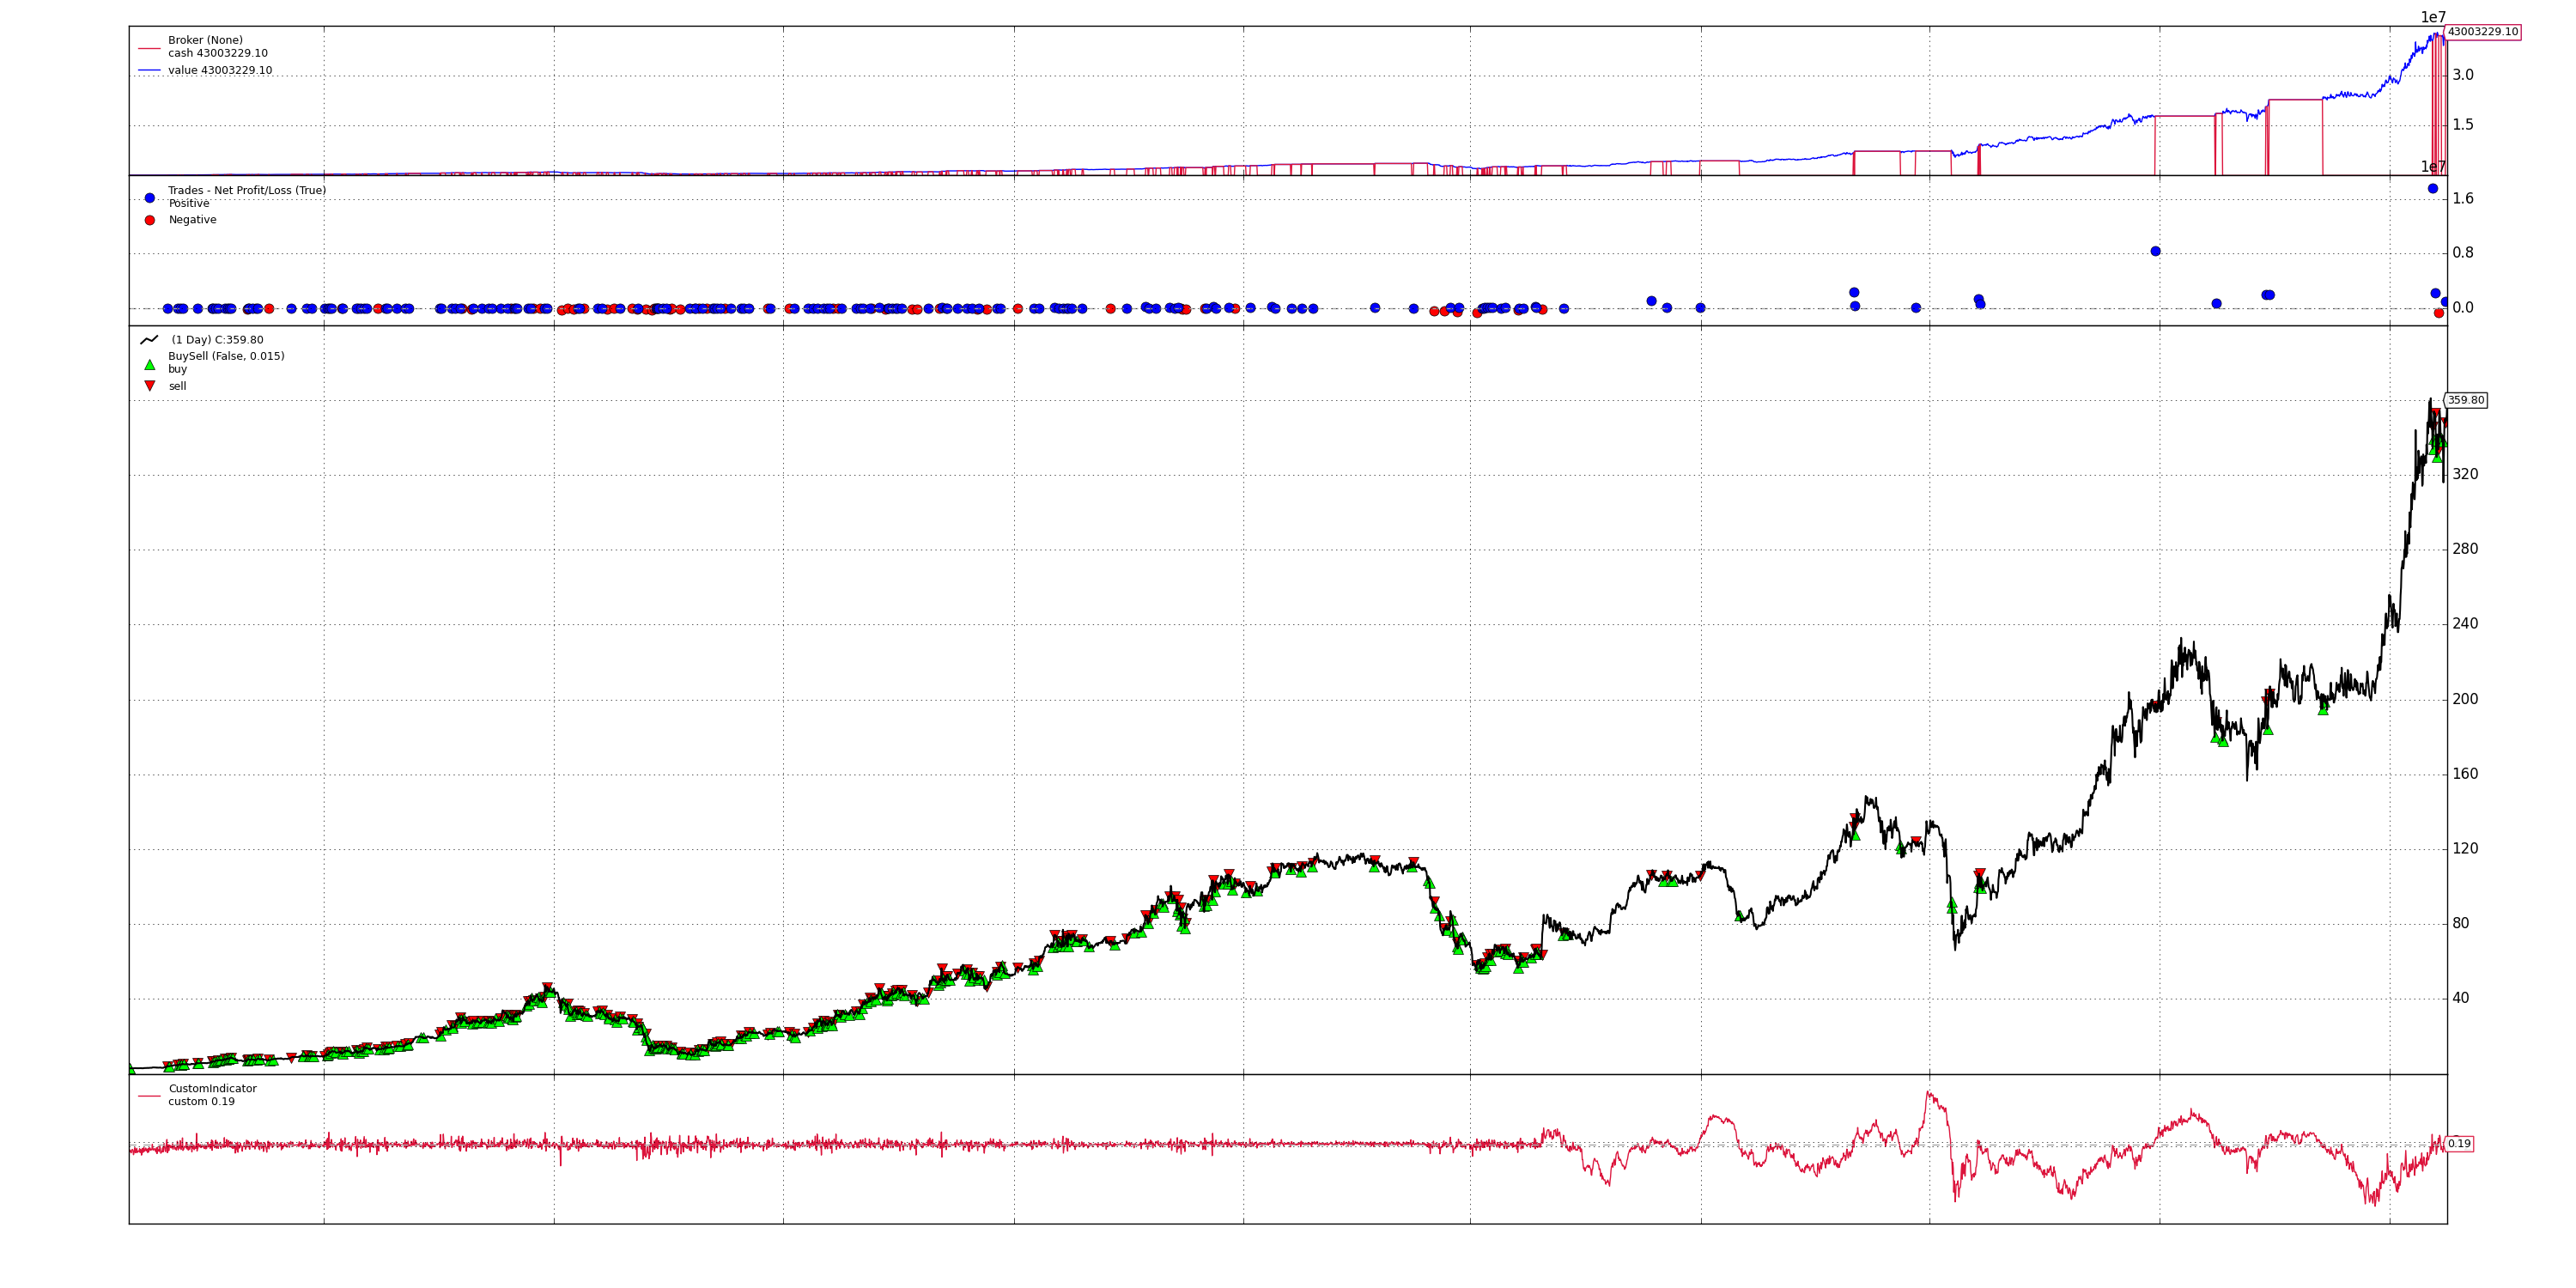 1e7
Broker (None)
cash 43003229.10
value 43003229.10
43003229.10
3.0
1.5
1e7
Trades - Net Profit/Loss (True)
Positive
Negative
1.6
0.8
0.0
(1 Day) C:359.80
BuySell (False, 0.015)
buy
sell
359.80
320
280
240
200
160
120
80
40
CustomIndicator
custom 0.19
0.19